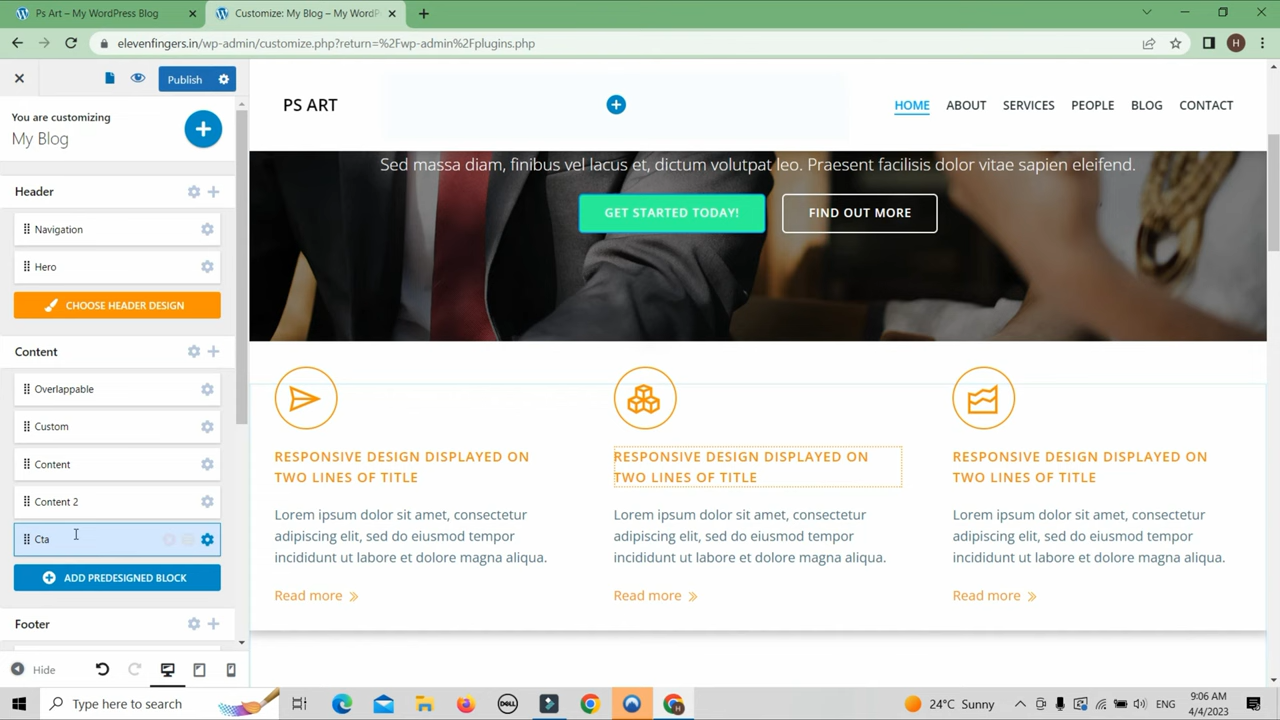 Ps Art – My WordPress Blog
Customize: My Blog – My WordP
elevenfingers.in/wp-admin/customize.php?return=%2Fwp-admin%2Fplugins.php
H
Publish
You are customizing
My Blog
Header
Navigation
Hero
CHOOSE HEADER DESIGN
Content
Overlappable
Custom
Content
Content 2
Cta
ADD PREDESIGNED BLOCK
Footer
Hide
PS ART
HOME ABOUT SERVICES PEOPLE BLOG CONTACT
Sed massa diam, finibus vel lacus et, dictum volutpat leo. Praesent facilisis dolor vitae sapien eleifend.
GET STARTED TODAY! FIND OUT MORE
RESPONSIVE DESIGN DISPLAYED ON
TWO LINES OF TITLE
Lorem ipsum dolor sit amet, consectetur
adipiscing elit, sed do eiusmod tempor
incididunt ut labore et dolore magna aliqua.
Read more
RESPONSIVE DESIGN DISPLAYED ON
TWO LINES OF TITLE
Lorem ipsum dolor sit amet, consectetur
adipiscing elit, sed do eiusmod tempor
incididunt ut labore et dolore magna aliqua.
Read more
RESPONSIVE DESIGN DISPLAYED ON
TWO LINES OF TITLE
Lorem ipsum dolor sit amet, consectetur
adipiscing elit, sed do eiusmod tempor
incididunt ut labore et dolore magna aliqua.
Read more
Type here to search
DELL
24°C Sunny
ENG
9:06 AM
4/4/2023